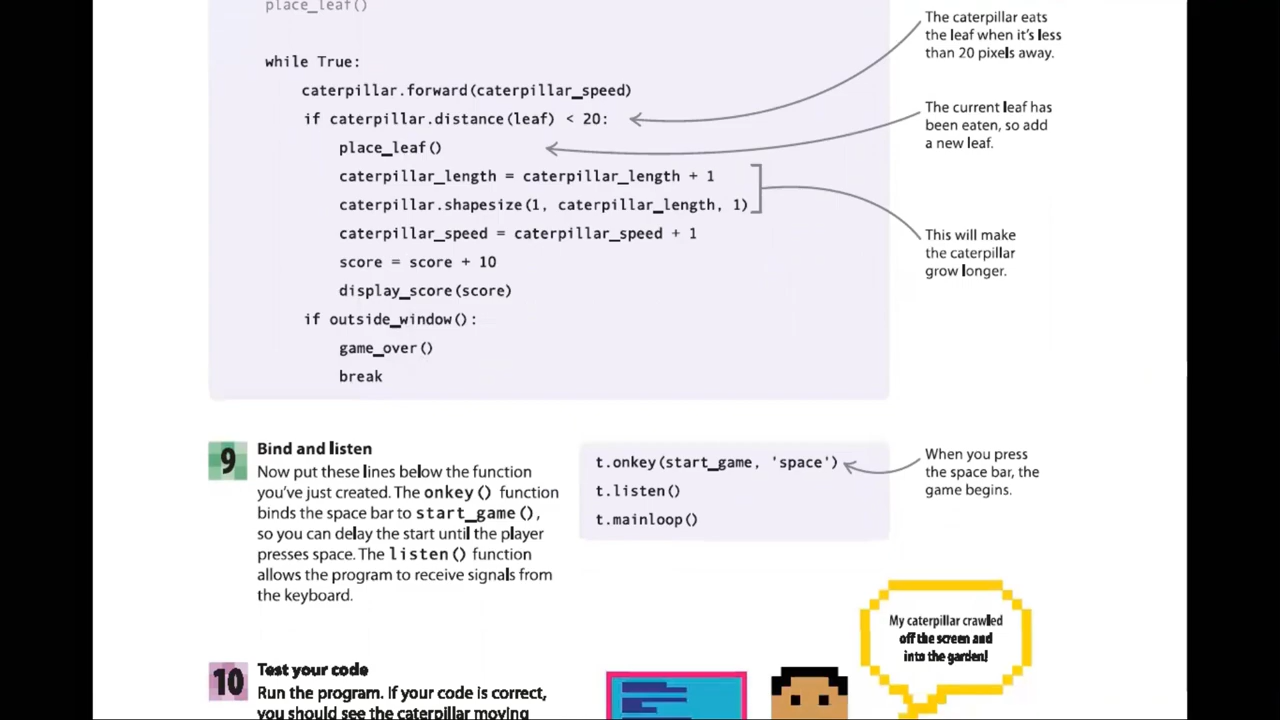 place_leaf()
while True:
caterpillar.forward(caterpillar_speed)
if caterpillar.distance(leaf) < 20:
place_leaf()
caterpillar_length = caterpillar_length + 1
caterpillar.shapesize(1, caterpillar_length, 1)
caterpillar_speed = caterpillar_speed + 1
score = score + 10
display_score(score)
if outside_window():
game_over()
break
The caterpillar eats
the leaf when it's less
than 20 pixels away.
The current leaf has
been eaten, so add
a new leaf.
This will make
the caterpillar
grow longer.
9
Bind and listen
Now put these lines below the function
you've just created. The onkey() function
binds the space bar to start_game(),
so you can delay the start until the player
presses space. The listen() function
allows the program to receive signals from
the keyboard.
t.onkey(start_game, 'space')
t.listen()
t.mainloop()
When you press
the space bar, the
game begins.
10
Test your code
Run the program. If your code is correct,
you should see the caterpillar moving
My caterpillar crawled
off the screen and
into the garden!